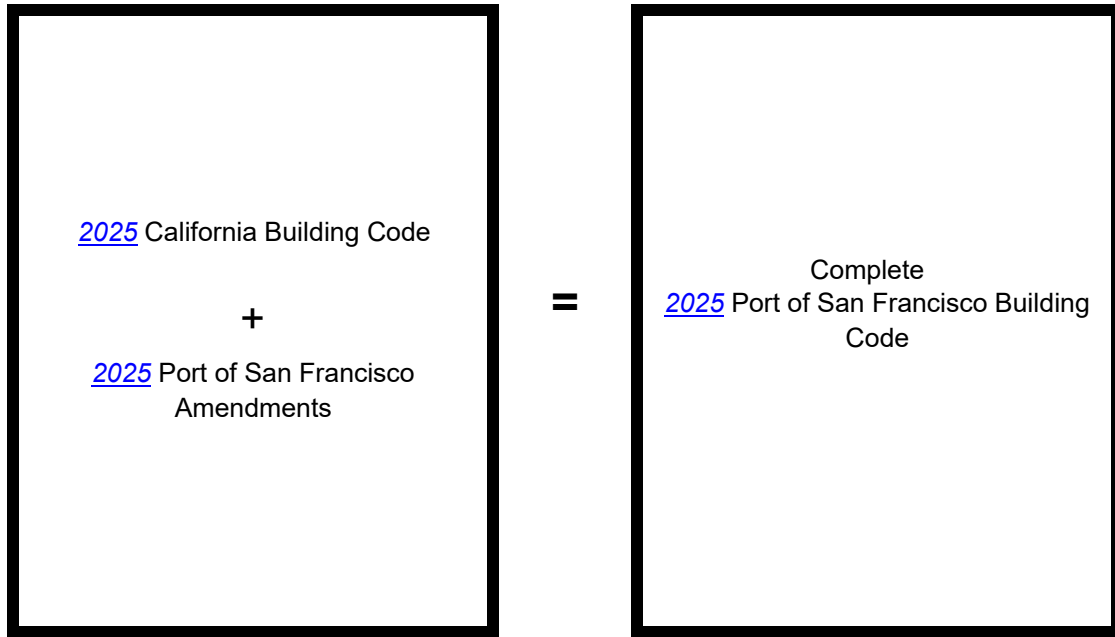 2025 California Building Code
+
2025 Port of San Francisco
Amendments
=
Complete
2025 Port of San Francisco Building
Code